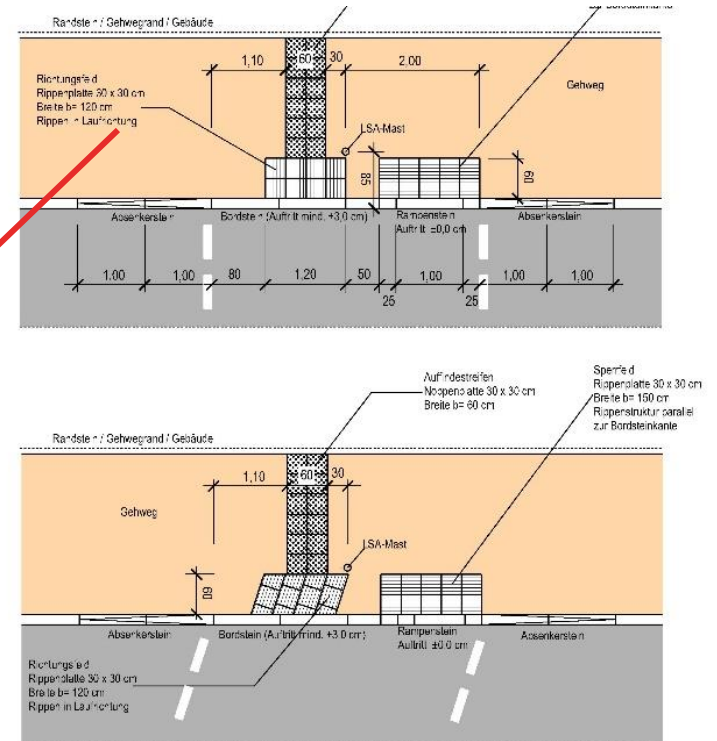 Randstein / Gehwegrand / Gebäude
zur Bordsteinkante
1,10
60
30
2,00
Richtungsfeld
Rippenplatte 30 x 30 cm
Breite b= 120 cm
Rippen in Laufrichtung
Gehweg
LSA-Mast
85
60
Absenkerstein
Bordstein (Auftritt mind. +3,0 cm)
Rampenstein
Auftritt ±0,0 cm
Absenkerstein
1,00
1,00
80
1,20
50
25
1,00
25
1,00
1,00
Auffindestreifen
Noppenplatte 30 x 30 cm
Breite b= 60 cm
Sperrfeld
Rippenplatte 30 x 30 cm
Breite b= 150 cm
Rippenstruktur parallel
zur Bordsteinkante
Randstein / Gehwegrand / Gebäude
1,10
60
30
Gehweg
LSA-Mast
60
Absenkerstein
Bordstein (Auftritt mind. +3,0 cm)
Rampenstein
Auftritt ±0,0 cm
Absenkerstein
Richtungsfeld
Rippenplatte 30 x 30 cm
Breite b= 120 cm
Rippen in Laufrichtung